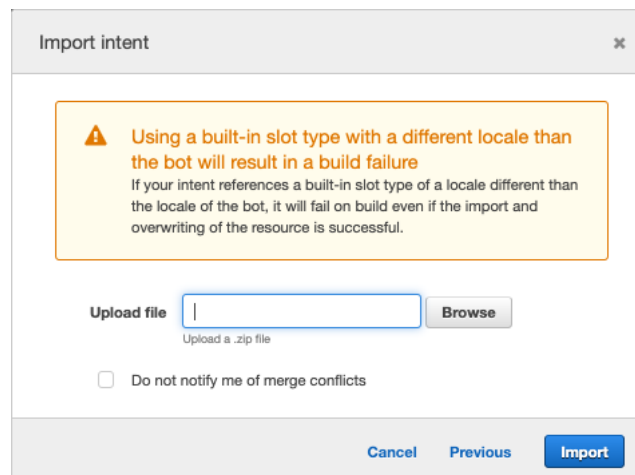 Import intent
Using a built-in slot type with a different locale than
the bot will result in a build failure
If your intent references a built-in slot type of a locale different than
the locale of the bot, it will fail on build even if the import and
overwriting of the resource is successful.
Upload file
Browse
Upload a .zip file
Do not notify me of merge conflicts
Cancel
Previous
Import